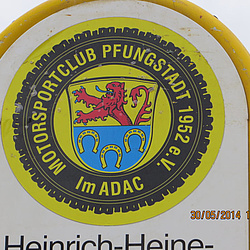 MOTORSPORTCLUB PFUNGSTADT 1952 e.V.
Im ADAC
30/05/2014
Heinrich-Heine-